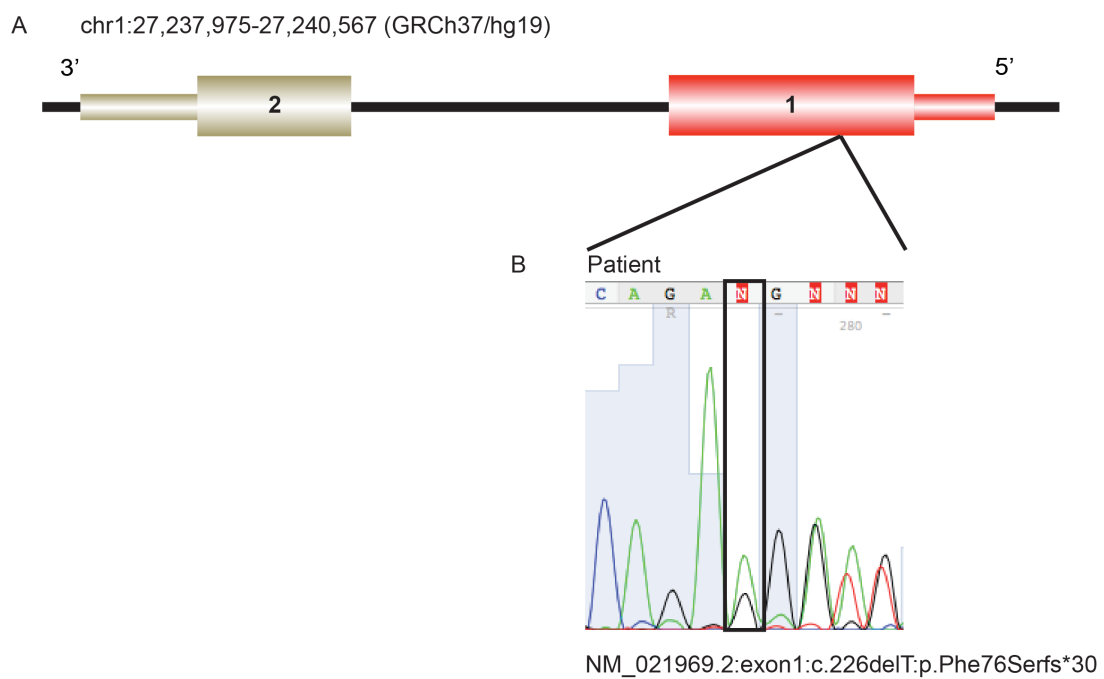 A chr1:27,237,975-27,240,567 (GRCh37/hg19)
3’ 5’
2 1
B Patient
C A G A N G N N N
R - 280 -
NM_021969.2:exon1:c.226delT:p.Phe76Serfs*30